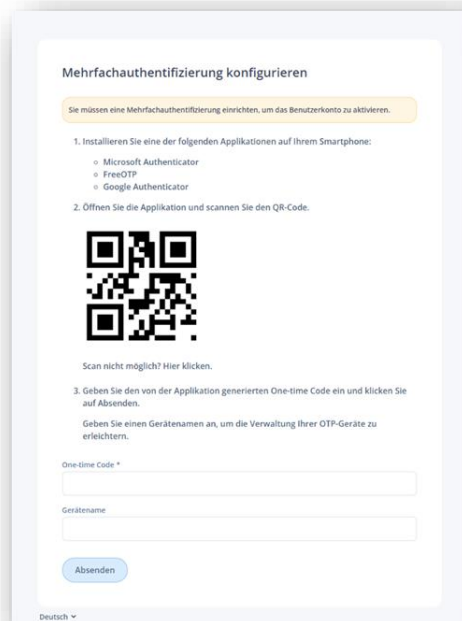 Mehrfachauthentifizierung konfigurieren
Sie müssen eine Mehrfachauthentifizierung einrichten, um das Benutzerkonto zu aktivieren.
1. Installieren Sie eine der folgenden Applikationen auf Ihrem Smartphone:
Microsoft Authenticator
FreeOTP
Google Authenticator
2. Öffnen Sie die Applikation und scannen Sie den QR-Code.
Scan nicht möglich? Hier klicken.
3. Geben Sie den von der Applikation generierten One-time Code ein und klicken Sie
auf Absenden.
Geben Sie einen Gerätenamen an, um die Verwaltung Ihrer OTP-Geräte zu
erleichtern.
One-time Code *
Gerätename
Absenden
Deutsch